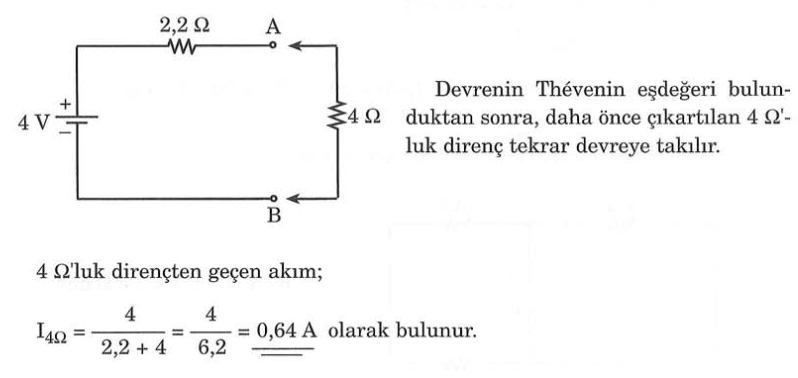 2,2 Ω
A
4 V
+
–
4 Ω
B
Devrenin Thévenin eşdeğeri bulun-
duktan sonra, daha önce çıkartılan 4 Ω'-
luk direnç tekrar devreye takılır.
4 Ω'luk dirençten geçen akım;
I4Ω = 4 / 2,2 + 4 = 4 / 6,2 = 0,64 A olarak bulunur.